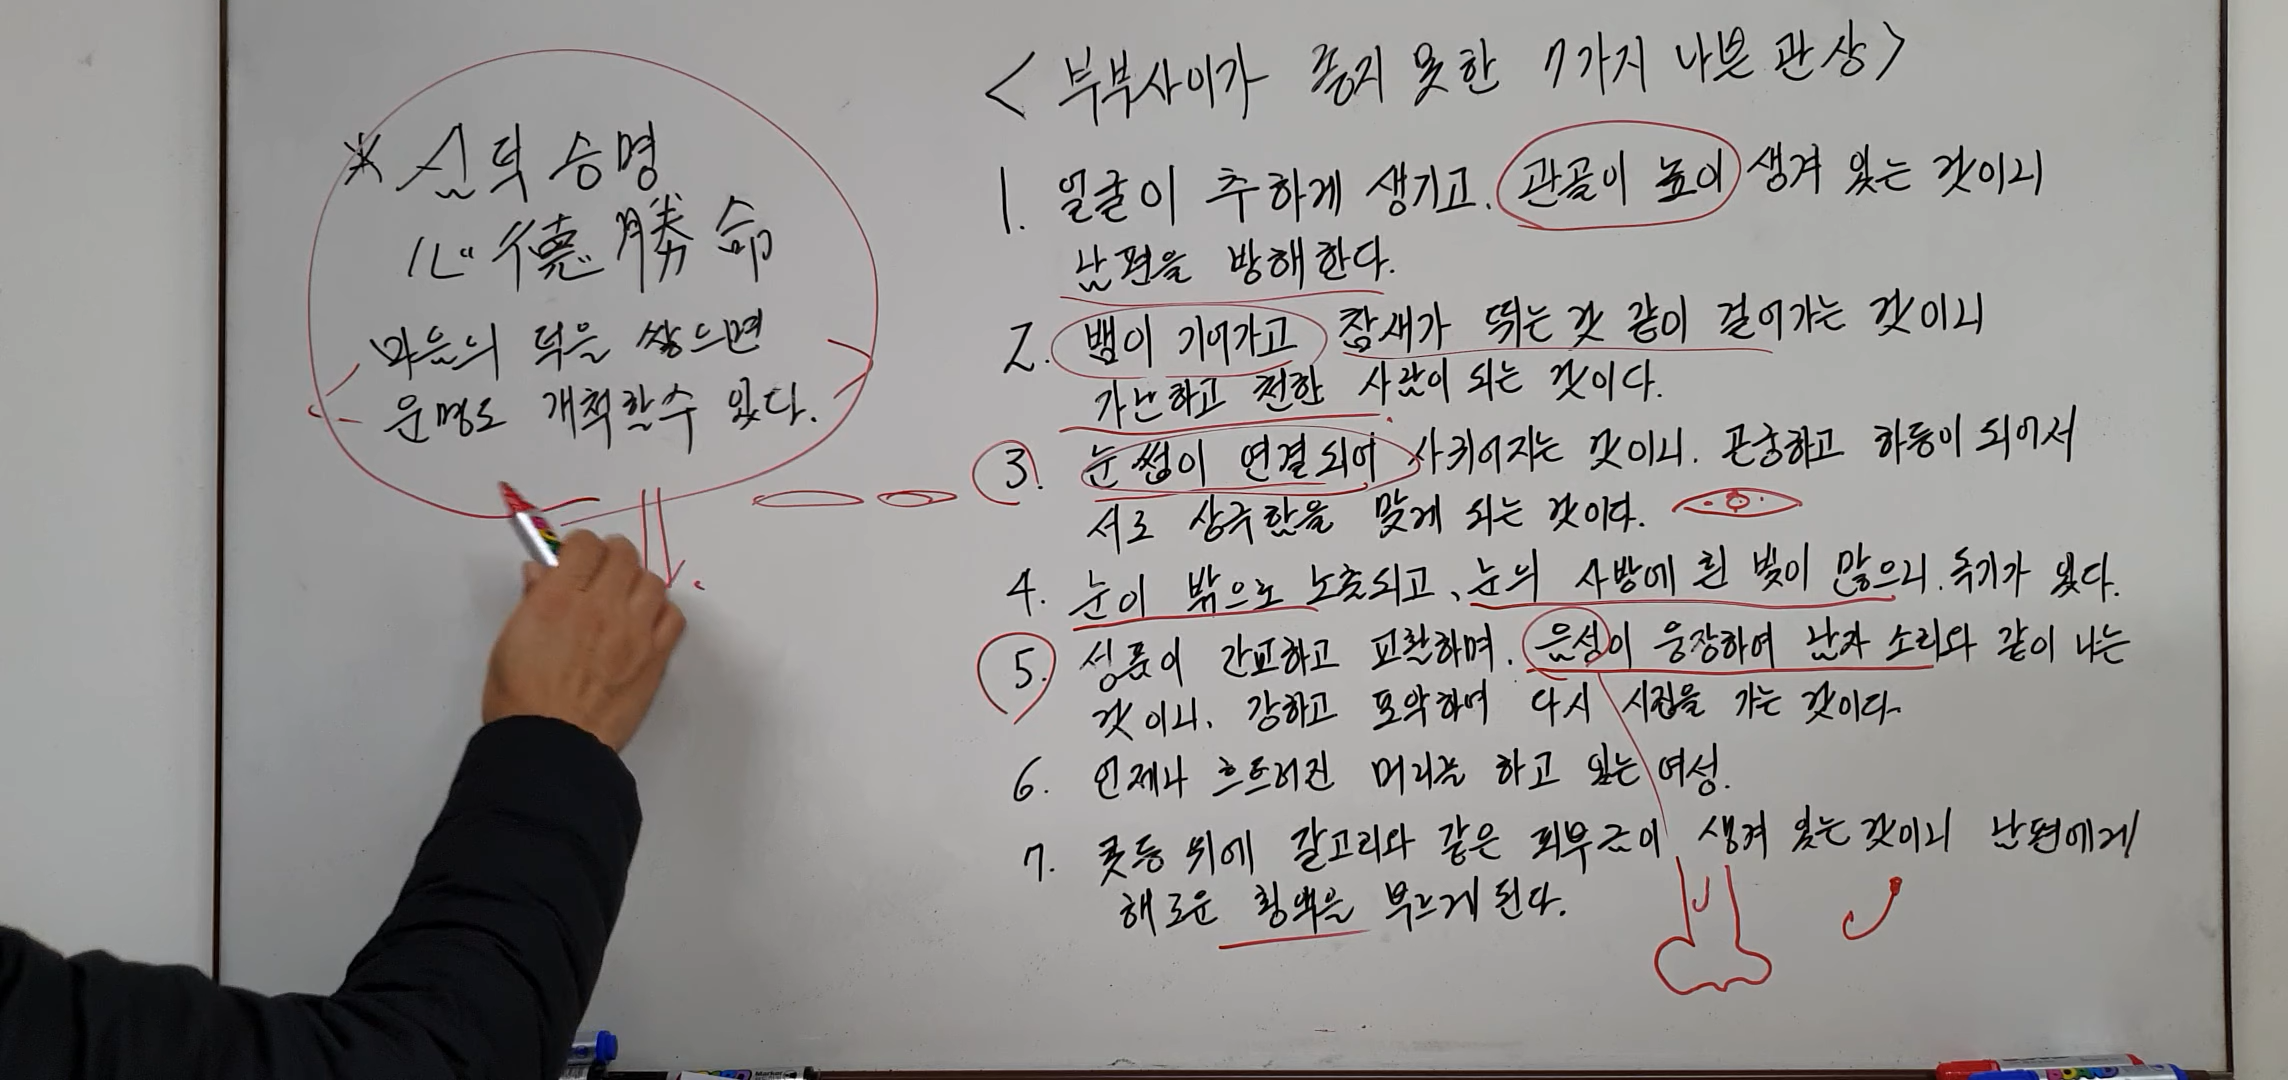 ※ 심덕승명
心德勝命
마음의 덕을 쌓으면
운명도 개척할수 있다.
<부부사이가 좋지 못한 7가지 나쁜 관상>
1. 얼굴이 추하게 생기고. 관골이 높이 생겨 있는 것이니
남편을 방해한다.
2. 뱀이 기어가고 참새가 뛰는 것 같이 걸어가는 것이니
가난하고 천한 사람이 되는 것이다.
3. 눈썹이 연결되어 사귀어지는 것이니. 곤궁하고 하등이 되어서
서로 상극함을 맞게 되는 것이다.
4. 눈이 밖으로 노출되고, 눈의 사방에 흰 빛이 많으니. 독기가 있다.
5. 성품이 간교하고 교활하며. 음성이 웅장하여 남자 소리와 같이 나는
것이니. 강하고 포악하여 다시 시집을 가는 것이다.
6. 언제나 흐트러진 머리를 하고 있는 여성.
7. 콧등 위에 갈고리와 같은 피부근이 생겨 있는 것이니 남편에게
해로운 횡액을 부르게 된다.